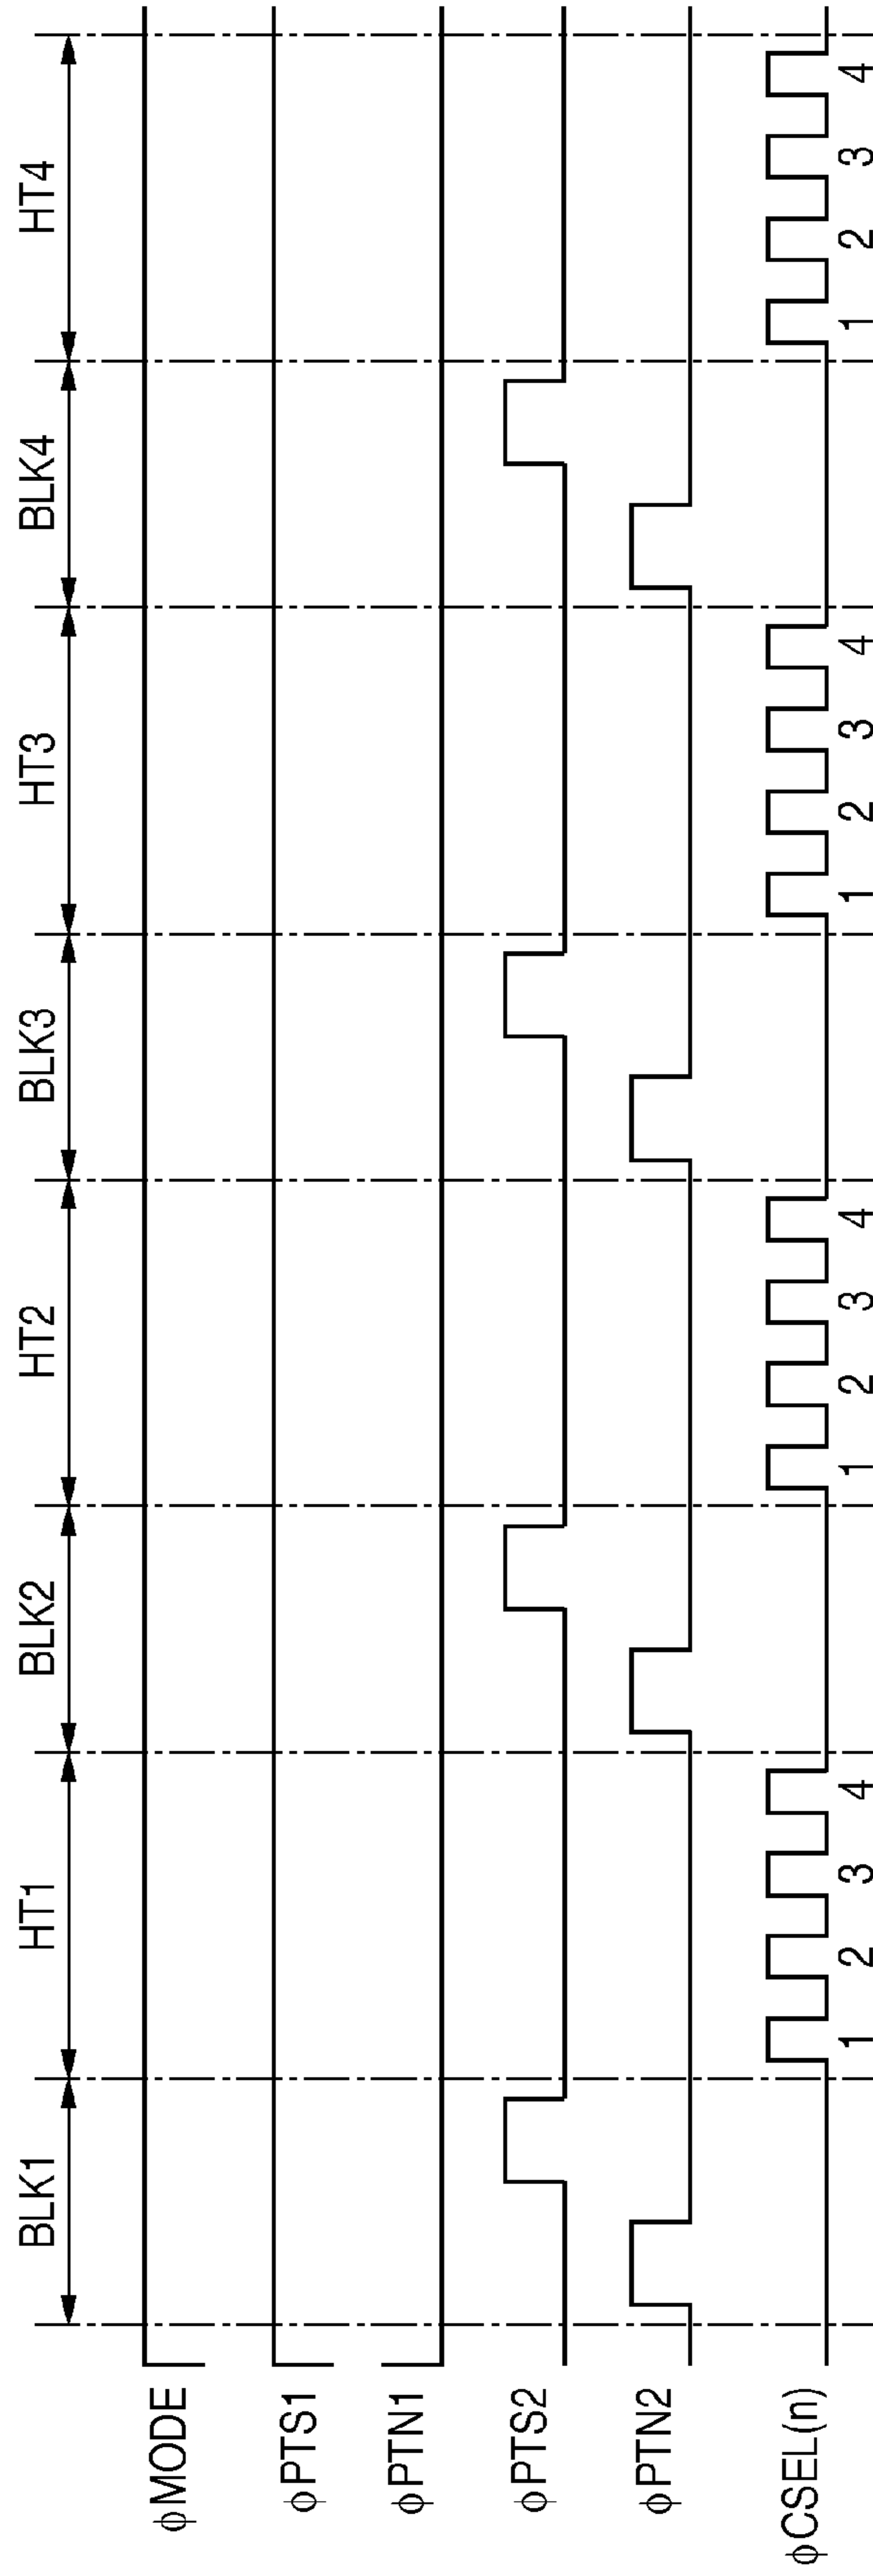 BLK1 HT1 BLK2 HT2 BLK3 HT3 BLK4 HT4
ϕMODE
ϕPTS1
ϕPTN1
ϕPTS2
ϕPTN2
ϕCSEL(n)
1 2 3 4 1 2 3 4 1 2 3 4 1 2 3 4